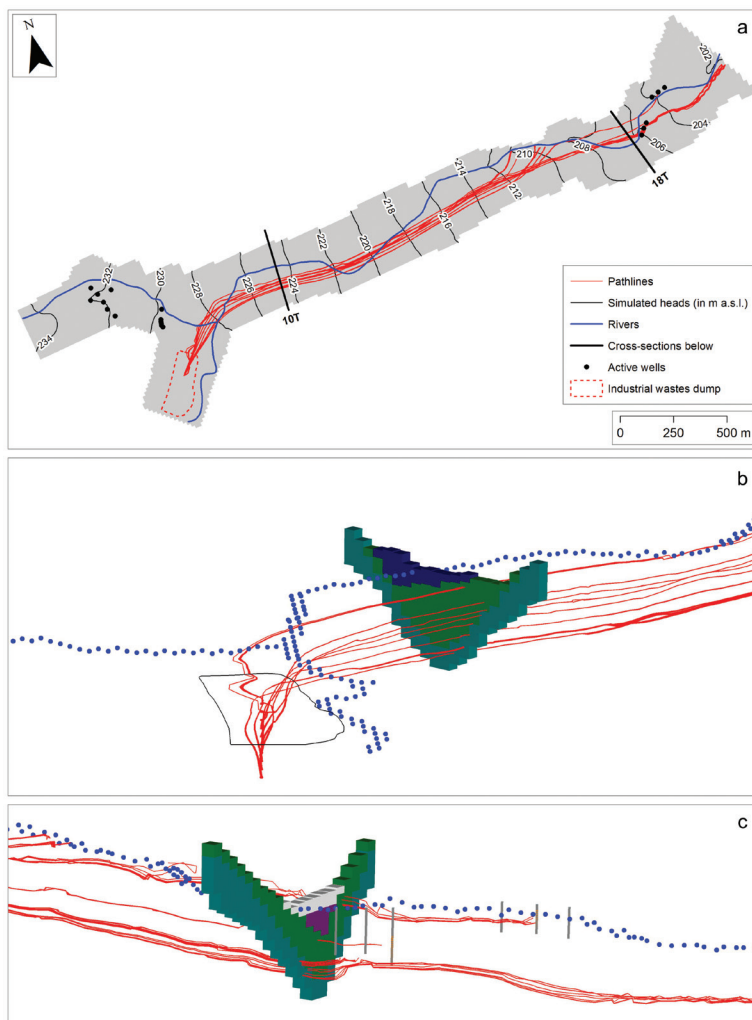 N
a
202
204
206
208
210
212
214
216
218
220
222
224
226
228
230
232
234
18T
10T
Pathlines
Simulated heads (in m a.s.l.)
Rivers
Cross-sections below
Active wells
Industrial wastes dump
0 250 500 m
b
c